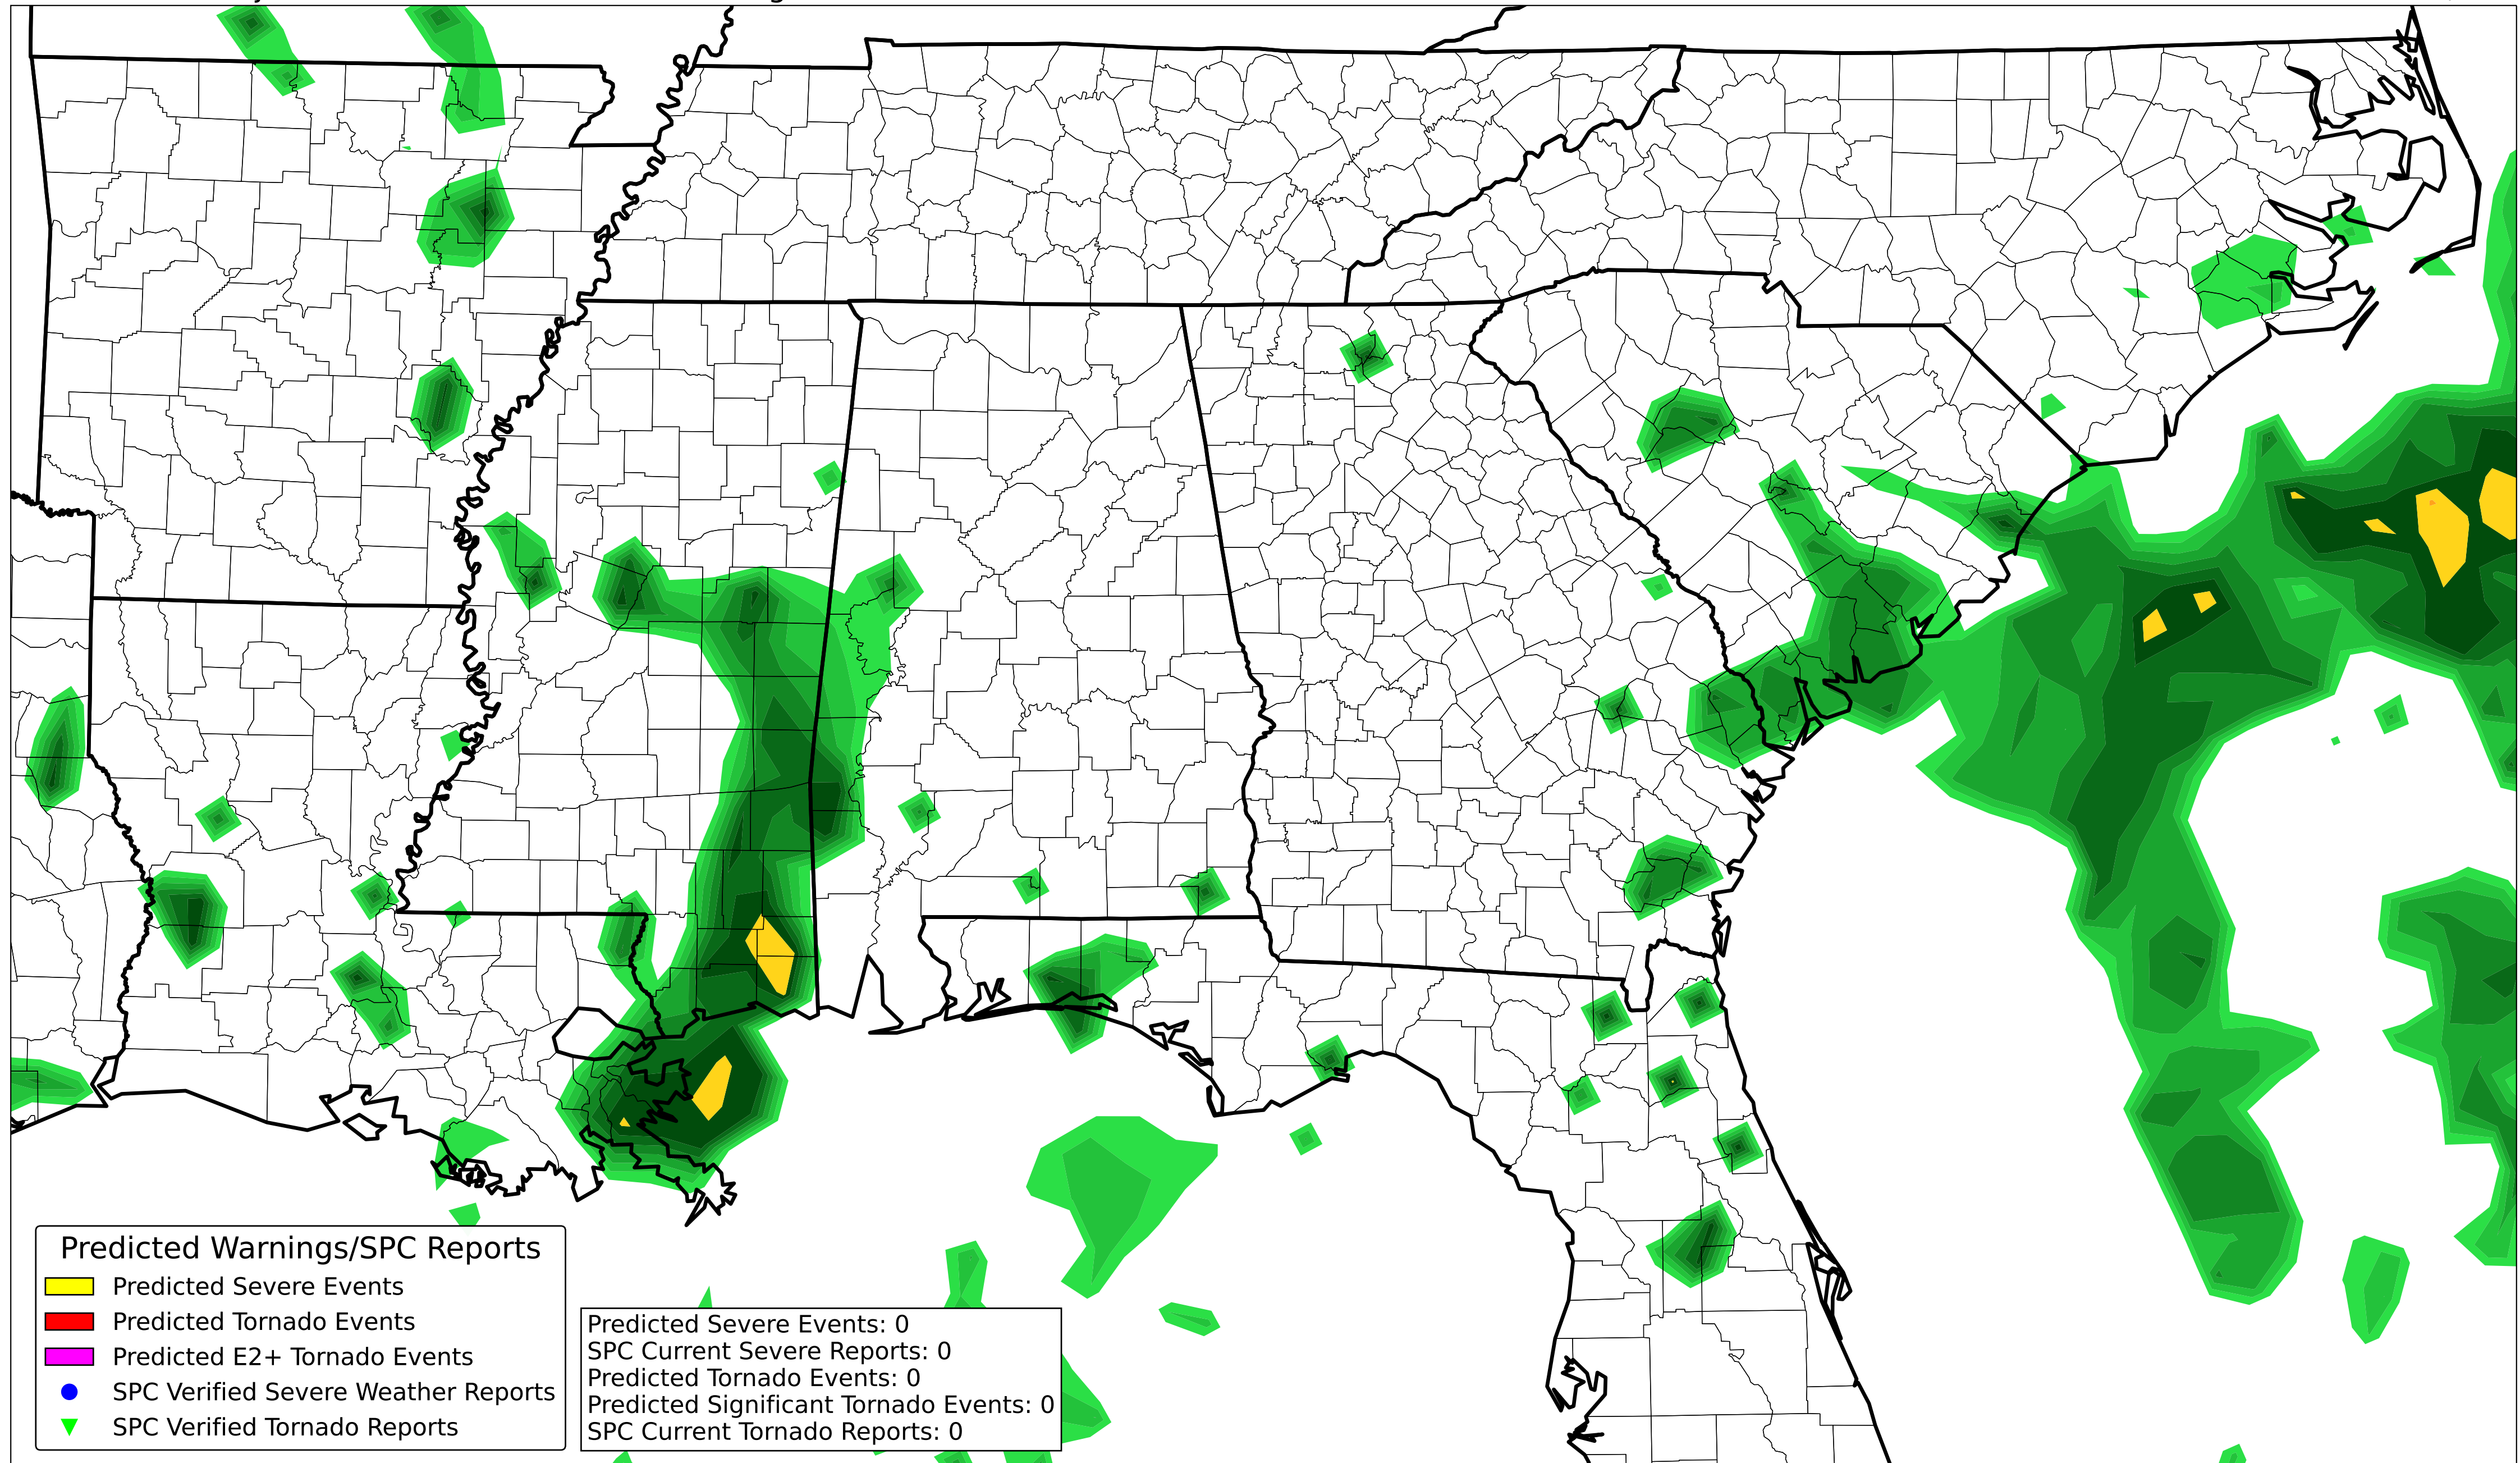 Predicted Warnings/SPC Reports
Predicted Severe Events
Predicted Tornado Events
Predicted E2+ Tornado Events
SPC Verified Severe Weather Reports
SPC Verified Tornado Reports
Predicted Severe Events: 0
SPC Current Severe Reports: 0
Predicted Tornado Events: 0
Predicted Significant Tornado Events: 0
SPC Current Tornado Reports: 0